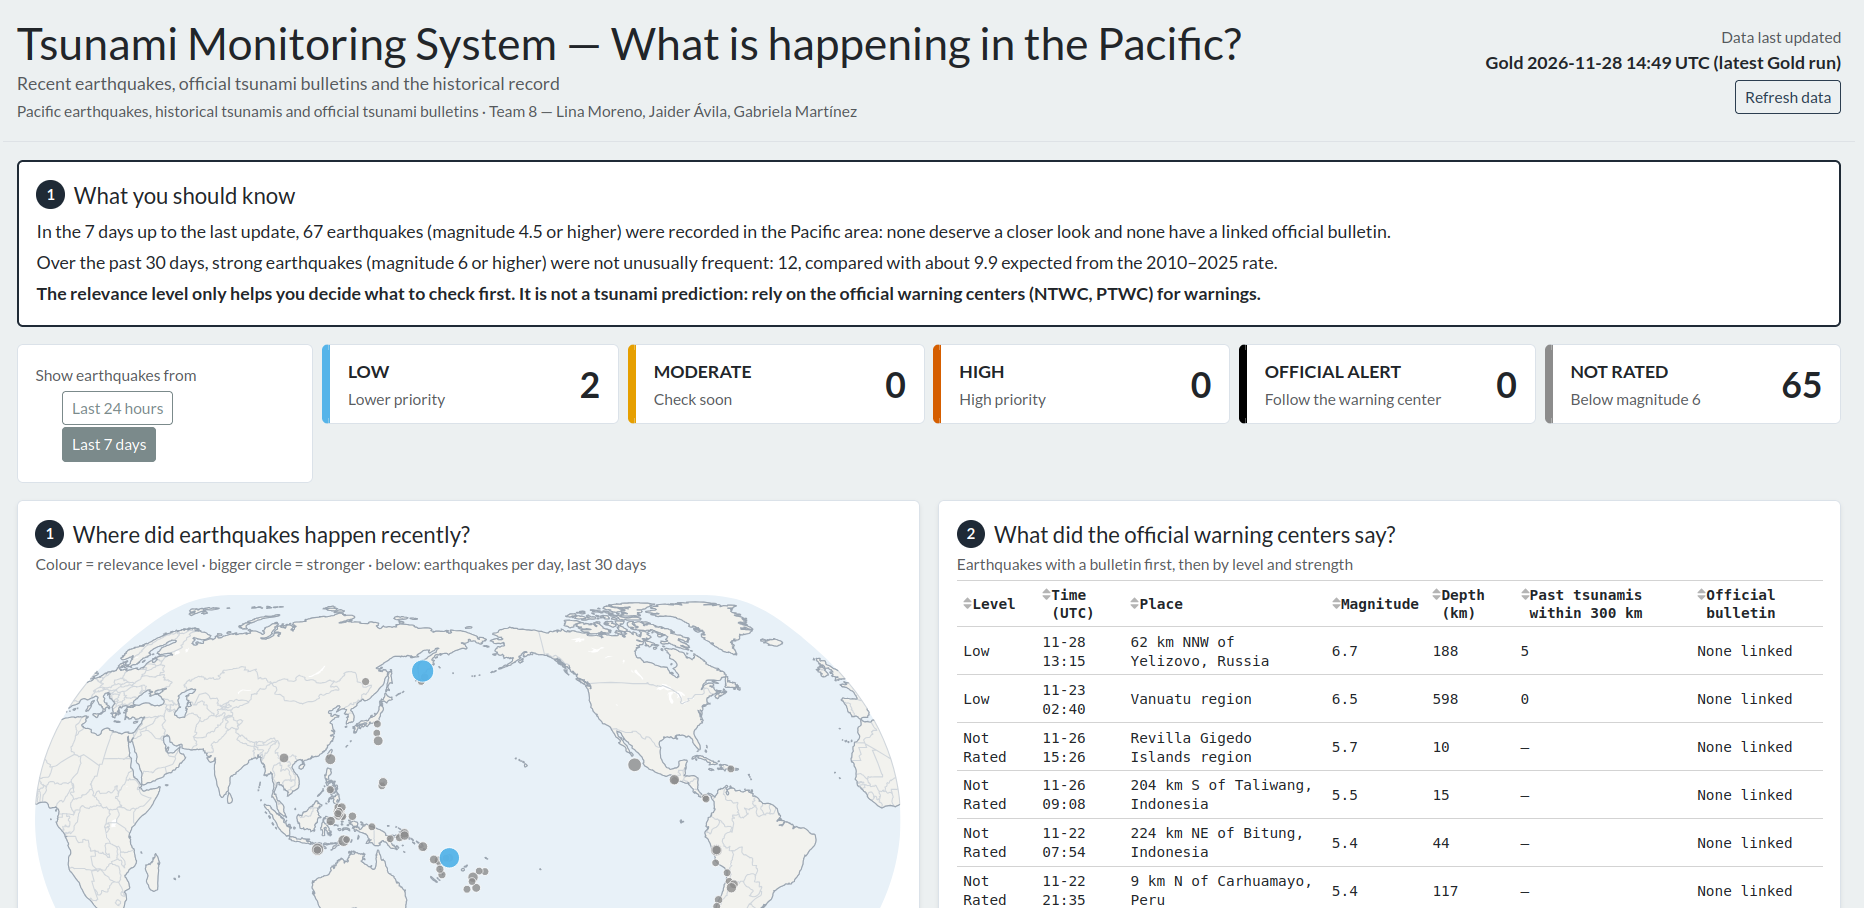 Tsunami Monitoring System — What is happening in the Pacific?
Recent earthquakes, official tsunami bulletins and the historical record
Pacific earthquakes, historical tsunamis and official tsunami bulletins · Team 8 — Lina Moreno, Jaider Ávila, Gabriela Martínez
Data last updated
Gold 2026-11-28 14:49 UTC (latest Gold run)
Refresh data
1 What you should know
In the 7 days up to the last update, 67 earthquakes (magnitude 4.5 or higher) were recorded in the Pacific area: none deserve a closer look and none have a linked official bulletin.
Over the past 30 days, strong earthquakes (magnitude 6 or higher) were not unusually frequent: 12, compared with about 9.9 expected from the 2010–2025 rate.
The relevance level only helps you decide what to check first. It is not a tsunami prediction: rely on the official warning centers (NTWC, PTWC) for warnings.
Show earthquakes from
Last 24 hours
Last 7 days
LOW
Lower priority
2
MODERATE
Check soon
0
HIGH
High priority
0
OFFICIAL ALERT
Follow the warning center
0
NOT RATED
Below magnitude 6
65
1 Where did earthquakes happen recently?
Colour = relevance level · bigger circle = stronger · below: earthquakes per day, last 30 days
2 What did the official warning centers say?
Earthquakes with a bulletin first, then by level and strength
Level Time (UTC) Place Magnitude Depth (km) Past tsunamis within 300 km Official bulletin
Low 11-28 13:15 62 km NNW of Yelizovo, Russia 6.7 188 5 None linked
Low 11-23 02:40 Vanuatu region 6.5 598 0 None linked
Not Rated 11-26 15:26 Revilla Gigedo Islands region 5.7 10 — None linked
Not Rated 11-26 09:08 204 km S of Taliwang, Indonesia 5.5 15 — None linked
Not Rated 11-22 07:54 224 km NE of Bitung, Indonesia 5.4 44 — None linked
Not Rated 11-22 21:35 9 km N of Carhuamayo, Peru 5.4 117 — None linked